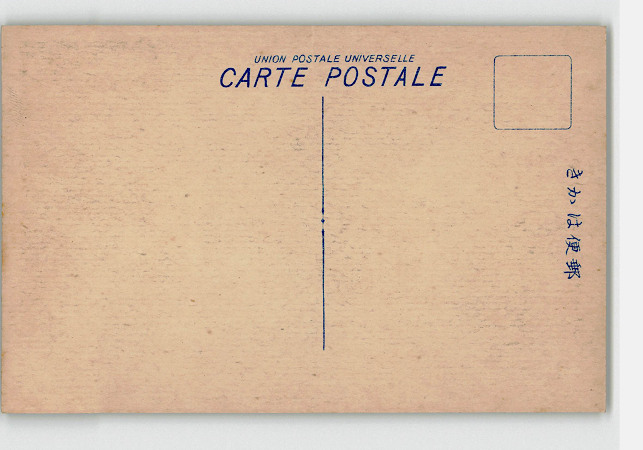 UNION POSTALE UNIVERSELLE
CARTE POSTALE
きかは便郵